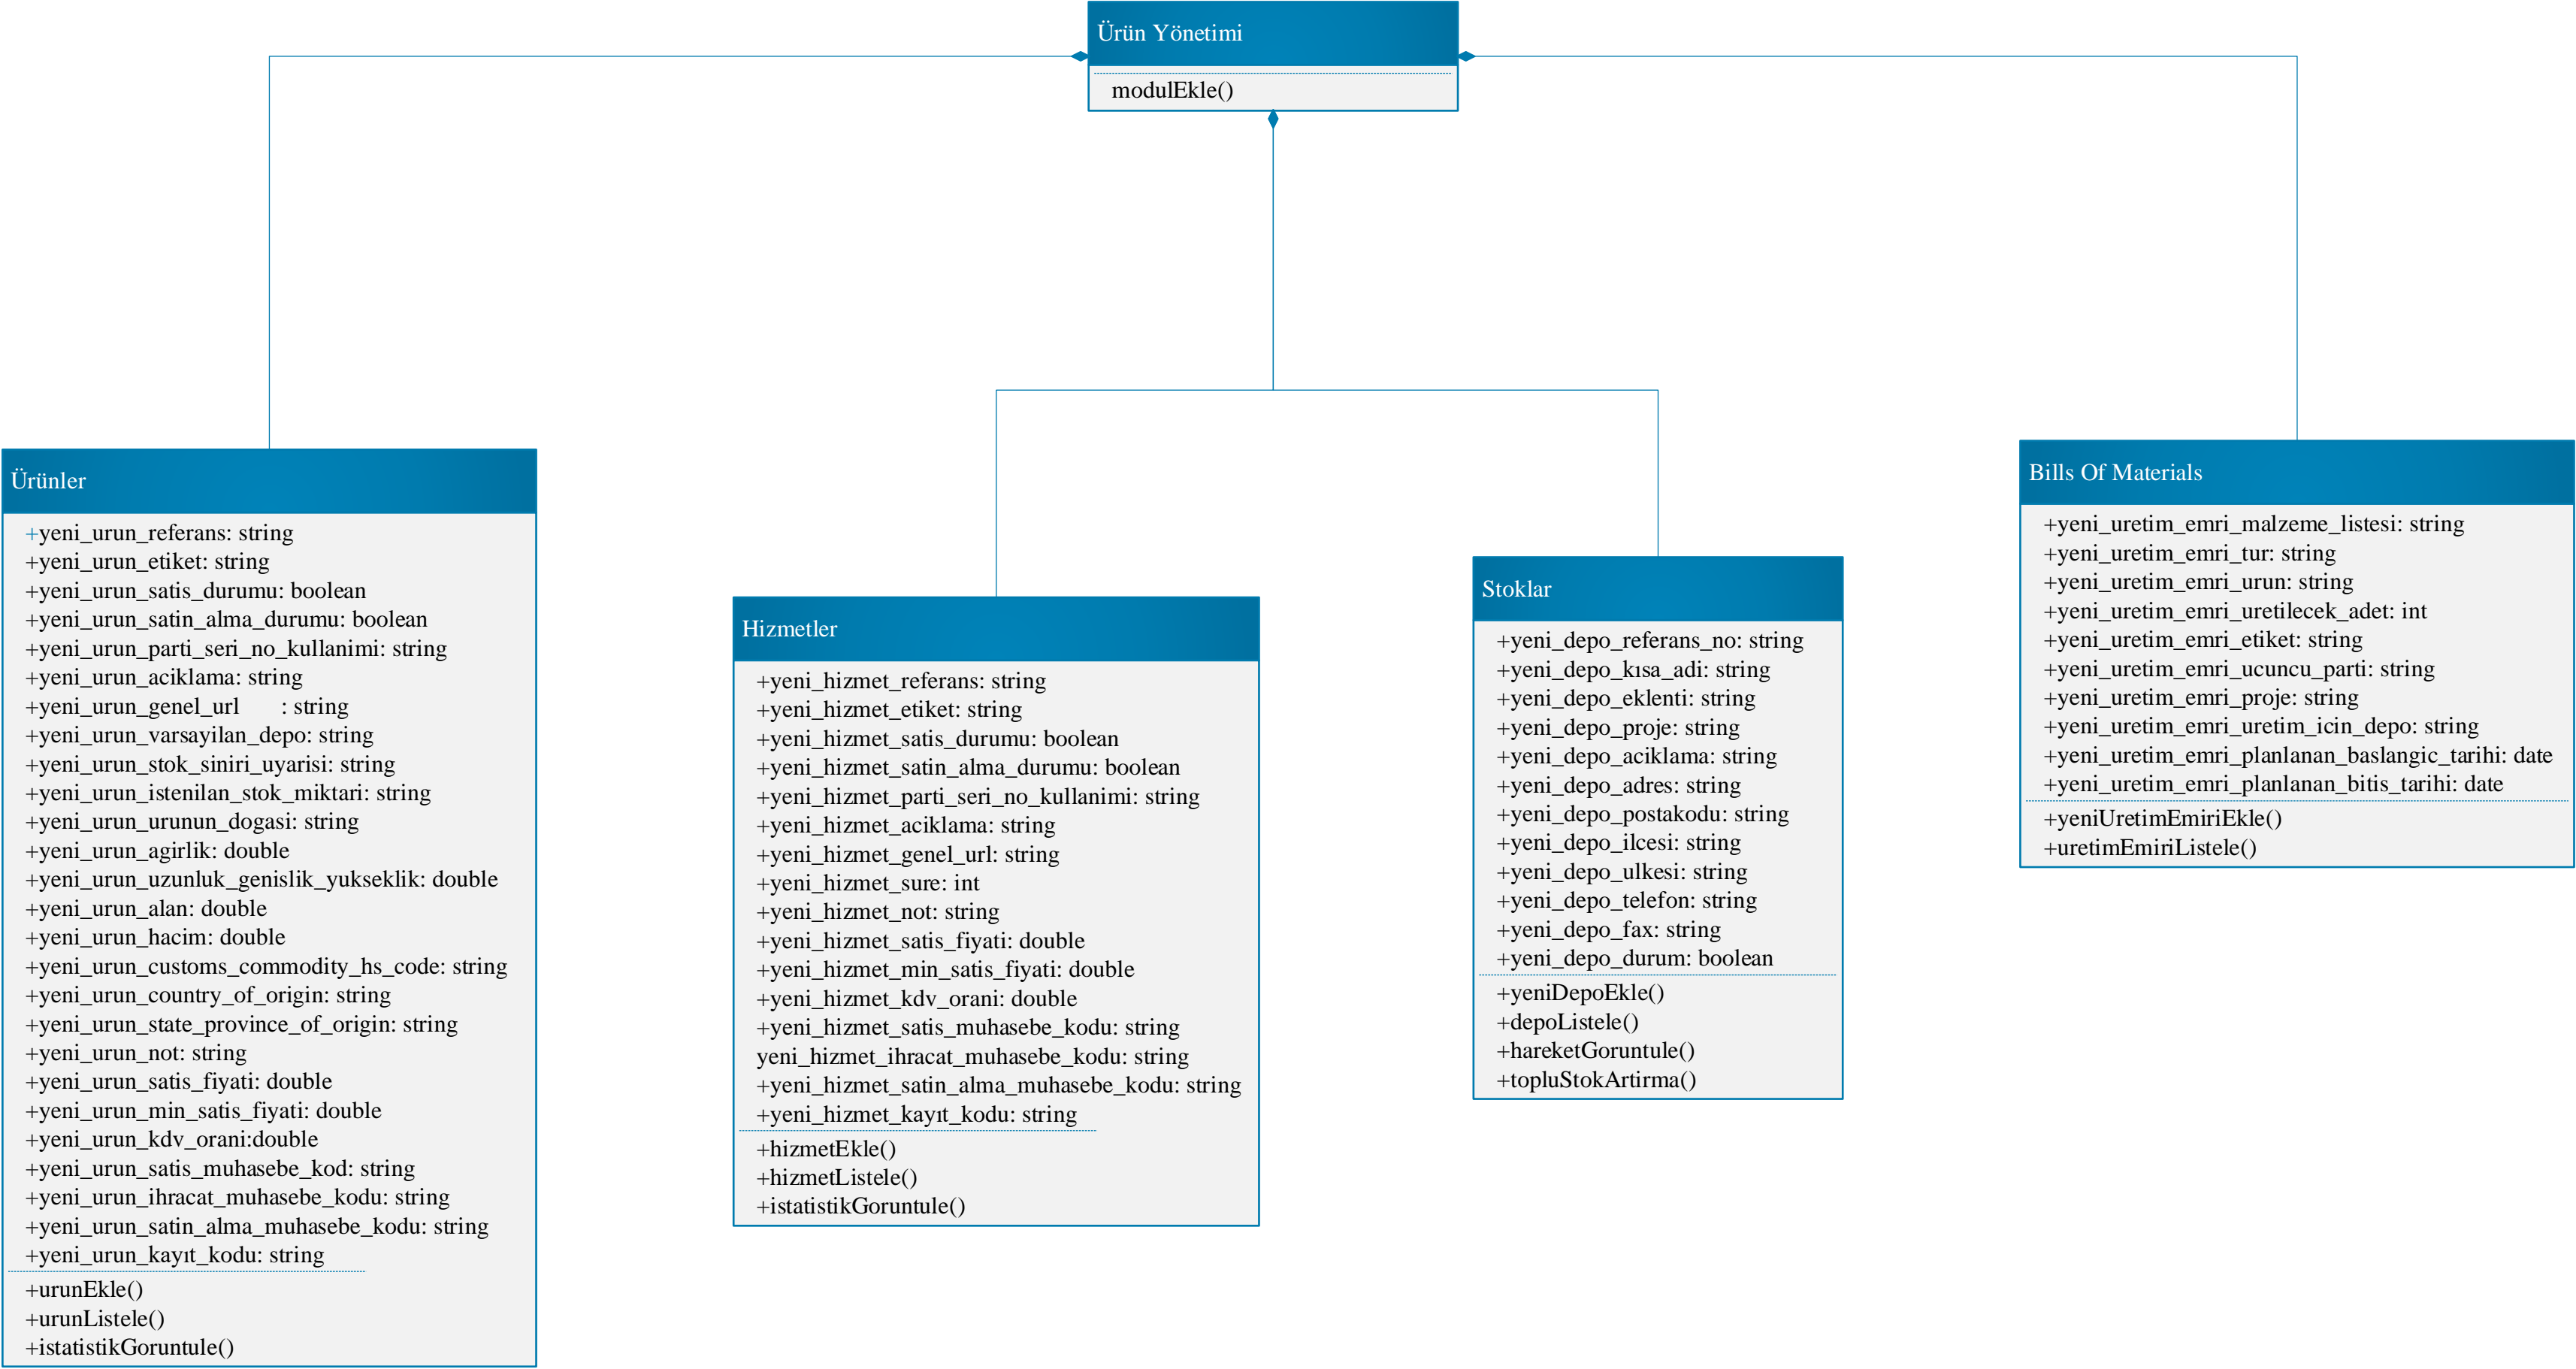 Ürün Yönetimi
modulEkle()
Ürünler
+yeni_urun_referans: string
+yeni_urun_etiket: string
+yeni_urun_satis_durumu: boolean
+yeni_urun_satin_alma_durumu: boolean
+yeni_urun_parti_seri_no_kullanimi: string
+yeni_urun_aciklama: string
+yeni_urun_genel_url : string
+yeni_urun_varsayilan_depo: string
+yeni_urun_stok_siniri_uyarisi: string
+yeni_urun_istenilan_stok_miktari: string
+yeni_urun_urunun_dogasi: string
+yeni_urun_agirlik: double
+yeni_urun_uzunluk_genislik_yukseklik: double
+yeni_urun_alan: double
+yeni_urun_hacim: double
+yeni_urun_customs_commodity_hs_code: string
+yeni_urun_country_of_origin: string
+yeni_urun_state_province_of_origin: string
+yeni_urun_not: string
+yeni_urun_satis_fiyati: double
+yeni_urun_min_satis_fiyati: double
+yeni_urun_kdv_orani:double
+yeni_urun_satis_muhasebe_kod: string
+yeni_urun_ihracat_muhasebe_kodu: string
+yeni_urun_satin_alma_muhasebe_kodu: string
+yeni_urun_kayıt_kodu: string
+urunEkle()
+urunListele()
+istatistikGoruntule()
Hizmetler
+yeni_hizmet_referans: string
+yeni_hizmet_etiket: string
+yeni_hizmet_satis_durumu: boolean
+yeni_hizmet_satin_alma_durumu: boolean
+yeni_hizmet_parti_seri_no_kullanimi: string
+yeni_hizmet_aciklama: string
+yeni_hizmet_genel_url: string
+yeni_hizmet_sure: int
+yeni_hizmet_not: string
+yeni_hizmet_satis_fiyati: double
+yeni_hizmet_min_satis_fiyati: double
+yeni_hizmet_kdv_orani: double
+yeni_hizmet_satis_muhasebe_kodu: string
yeni_hizmet_ihracat_muhasebe_kodu: string
+yeni_hizmet_satin_alma_muhasebe_kodu: string
+yeni_hizmet_kayıt_kodu: string
+hizmetEkle()
+hizmetListele()
+istatistikGoruntule()
Stoklar
+yeni_depo_referans_no: string
+yeni_depo_kısa_adi: string
+yeni_depo_eklenti: string
+yeni_depo_proje: string
+yeni_depo_aciklama: string
+yeni_depo_adres: string
+yeni_depo_postakodu: string
+yeni_depo_ilcesi: string
+yeni_depo_ulkesi: string
+yeni_depo_telefon: string
+yeni_depo_fax: string
+yeni_depo_durum: boolean
+yeniDepoEkle()
+depoListele()
+hareketGoruntule()
+topluStokArtirma()
Bills Of Materials
+yeni_uretim_emri_malzeme_listesi: string
+yeni_uretim_emri_tur: string
+yeni_uretim_emri_urun: string
+yeni_uretim_emri_uretilecek_adet: int
+yeni_uretim_emri_etiket: string
+yeni_uretim_emri_ucuncu_parti: string
+yeni_uretim_emri_proje: string
+yeni_uretim_emri_uretim_icin_depo: string
+yeni_uretim_emri_planlanan_baslangic_tarihi: date
+yeni_uretim_emri_planlanan_bitis_tarihi: date
+yeniUretimEmiriEkle()
+uretimEmiriListele()